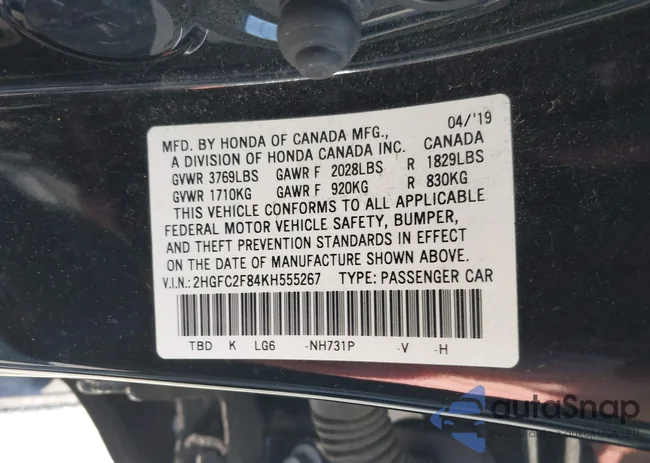 04/'19
MFD. BY HONDA OF CANADA MFG.,
A DIVISION OF HONDA CANADA INC. CANADA
GVWR 3769LBS GAWR F 2028LBS R 1829LBS
GVWR 1710KG GAWR F 920KG R 830KG
THIS VEHICLE CONFORMS TO ALL APPLICABLE
FEDERAL MOTOR VEHICLE SAFETY, BUMPER,
AND THEFT PREVENTION STANDARDS IN EFFECT
ON THE DATE OF MANUFACTURE SHOWN ABOVE.
V.I.N.: 2HGFC2F84KH555267 TYPE: PASSENGER CAR
TBD K LG6 -NH731P -V -H
autoSnap